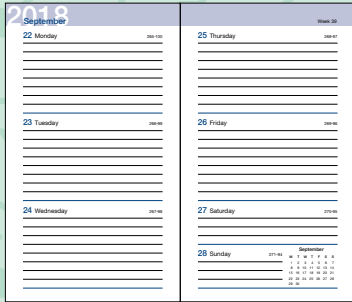 2018
September
22 Monday 265-100
23 Tuesday 266-99
24 Wednesday 267-98
Week
25 Thursday 268-97
26 Friday 269-96
27 Saturday 270-95
28 Sunday 271-94
September
M T W T F S S
1 2 3 4 5 6 7
8 9 10 11 12 13 14
15 16 17 18 19 20 21
22 23 24 25 26 27 28
29 30